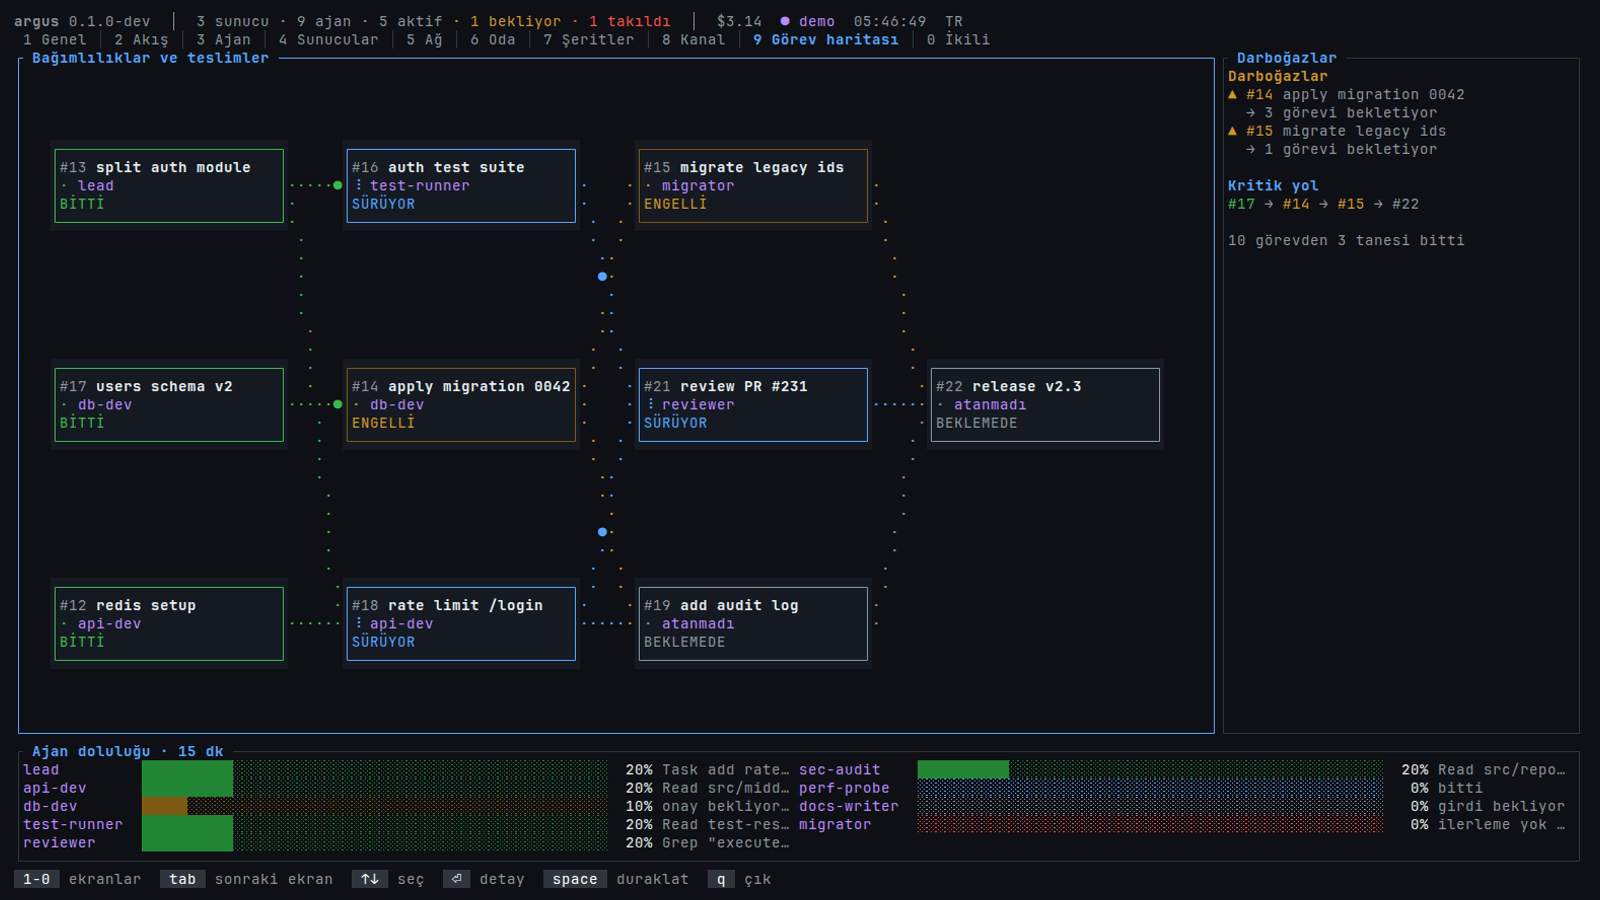 argus 0.1.0-dev │ 3 sunucu · 9 ajan · 5 aktif · 1 bekliyor · 1 takıldı │ $3.14 ● demo 05:46:49 TR
1 Genel │ 2 Akış │ 3 Ajan │ 4 Sunucular │ 5 Ağ │ 6 Oda │ 7 Şeritler │ 8 Kanal │ 9 Görev haritası │ 0 İkili
Bağımlılıklar ve teslimler
#13 split auth module
· lead
BİTTİ
#16 auth test suite
test-runner
SÜRÜYOR
#15 migrate legacy ids
· migrator
ENGELLİ
#17 users schema v2
· db-dev
BİTTİ
#14 apply migration 0042
· db-dev
ENGELLİ
#21 review PR #231
reviewer
SÜRÜYOR
#22 release v2.3
· atanmadı
BEKLEMEDE
#12 redis setup
· api-dev
BİTTİ
#18 rate limit /login
api-dev
SÜRÜYOR
#19 add audit log
· atanmadı
BEKLEMEDE
Darboğazlar
Darboğazlar
▲ #14 apply migration 0042
→ 3 görevi bekletiyor
▲ #15 migrate legacy ids
→ 1 görevi bekletiyor
Kritik yol
#17 → #14 → #15 → #22
10 görevden 3 tanesi bitti
Ajan doluluğu · 15 dk
lead 20% Task add rate…
api-dev 20% Read src/midd…
db-dev 10% onay bekliyor…
test-runner 20% Read test-res…
reviewer 20% Grep "execute…
sec-audit 20% Read src/repo…
perf-probe 0% bitti
docs-writer 0% girdi bekliyor
migrator 0% ilerleme yok …
1-0 ekranlar tab sonraki ekran ↑↓ seç ⏎ detay space duraklat q çık